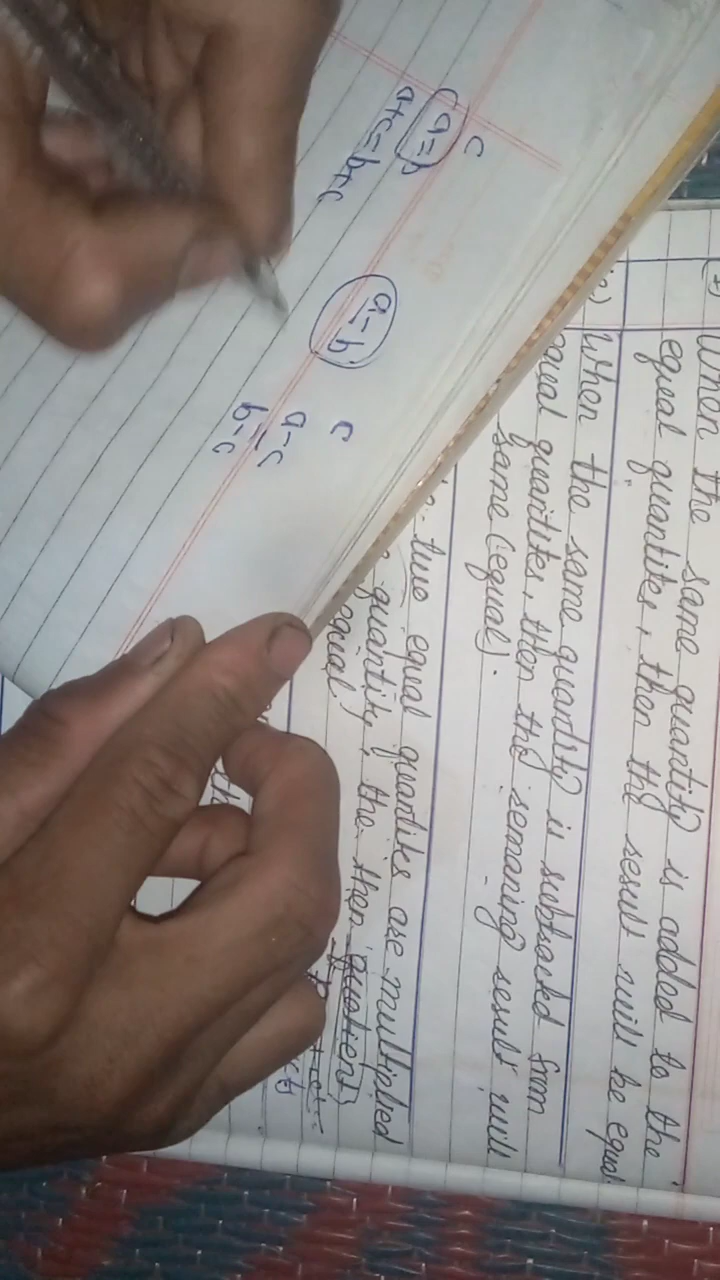 c
(a=b
a+c=b+c
a=b
c
a-c
=
b-c
When the same quantity is added to the
equal quantites, then the result will be equal
When the same quantity is subtracted from
equal quantites, then the remaning result will
same (equal).
two equal quantites are multiplied
quantity, the then quotient
equal